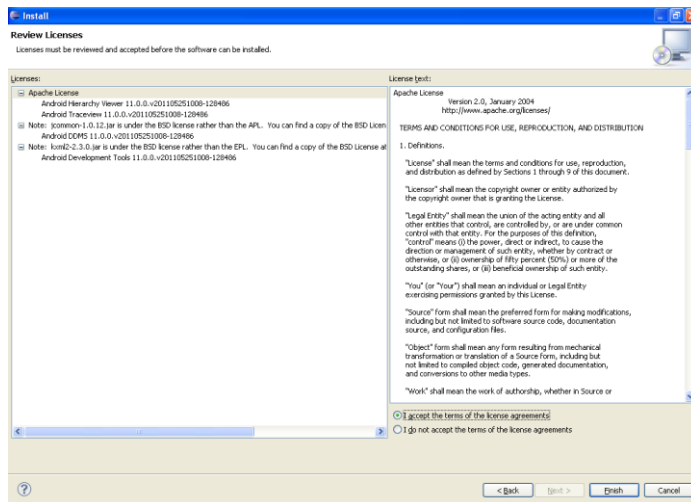 Install
Review Licenses
Licenses must be reviewed and accepted before the software can be installed.
Licenses:
Apache License
Android Hierarchy Viewer 11.0.0.v201105251008-128486
Android Traceview 11.0.0.v201105251008-128486
Note: jcommon-1.0.12.jar is under the BSD license rather than the APL. You can find a copy of the BSD Licen
Android DDMS 11.0.0.v201105251008-128486
Note: kxml2-2.3.0.jar is under the BSD license rather than the EPL. You can find a copy of the BSD License at
Android Development Tools 11.0.0.v201105251008-128486
License text:
Apache License
Version 2.0, January 2004
http://www.apache.org/licenses/
TERMS AND CONDITIONS FOR USE, REPRODUCTION, AND DISTRIBUTION
1. Definitions.
"License" shall mean the terms and conditions for use, reproduction,
and distribution as defined by Sections 1 through 9 of this document.
"Licensor" shall mean the copyright owner or entity authorized by
the copyright owner that is granting the License.
"Legal Entity" shall mean the union of the acting entity and all
other entities that control, are controlled by, or are under common
control with that entity. For the purposes of this definition,
"control" means (i) the power, direct or indirect, to cause the
direction or management of such entity, whether by contract or
otherwise, or (ii) ownership of fifty percent (50%) or more of the
outstanding shares, or (iii) beneficial ownership of such entity.
"You" (or "Your") shall mean an individual or Legal Entity
exercising permissions granted by this License.
"Source" form shall mean the preferred form for making modifications,
including but not limited to software source code, documentation
source, and configuration files.
"Object" form shall mean any form resulting from mechanical
transformation or translation of a Source form, including but
not limited to compiled object code, generated documentation,
and conversions to other media types.
"Work" shall mean the work of authorship, whether in Source or
I accept the terms of the license agreements
I do not accept the terms of the license agreements
< Back
Next >
Finish
Cancel